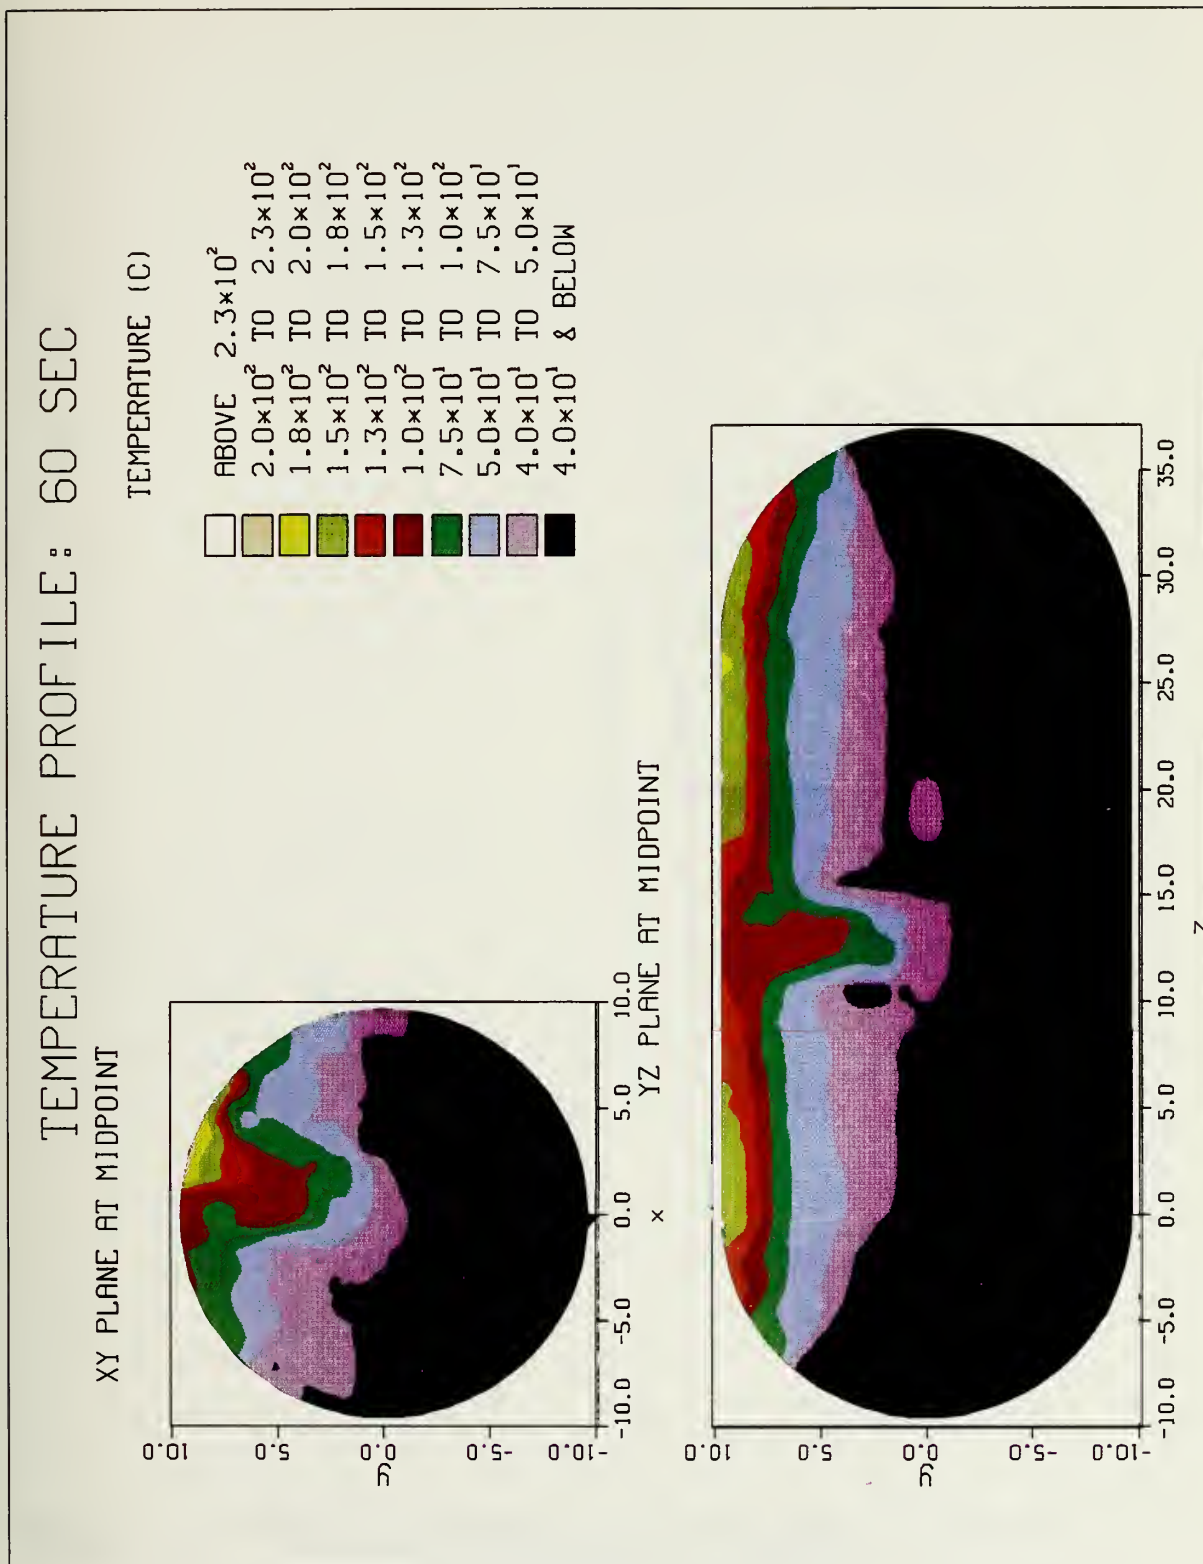 TEMPERATURE PROFILE: 60 SEC
XY PLANE AT MIDPOINT
TEMPERATURE (C)
ABOVE 2.3×10²
2.0×10² TO 2.3×10²
1.8×10² TO 2.0×10²
1.5×10² TO 1.8×10²
1.3×10² TO 1.5×10²
1.0×10² TO 1.3×10²
7.5×10¹ TO 1.0×10²
5.0×10¹ TO 7.5×10¹
4.0×10¹ TO 5.0×10¹
4.0×10¹ & BELOW
10.0
5.0
0.0
-5.0
-10.0
y
-10.0 -5.0 0.0 5.0 10.0
x
YZ PLANE AT MIDPOINT
10.0
5.0
0.0
-5.0
-10.0
y
10.0 -5.0 0.0 5.0 10.0 15.0 20.0 25.0 30.0 35.0
z